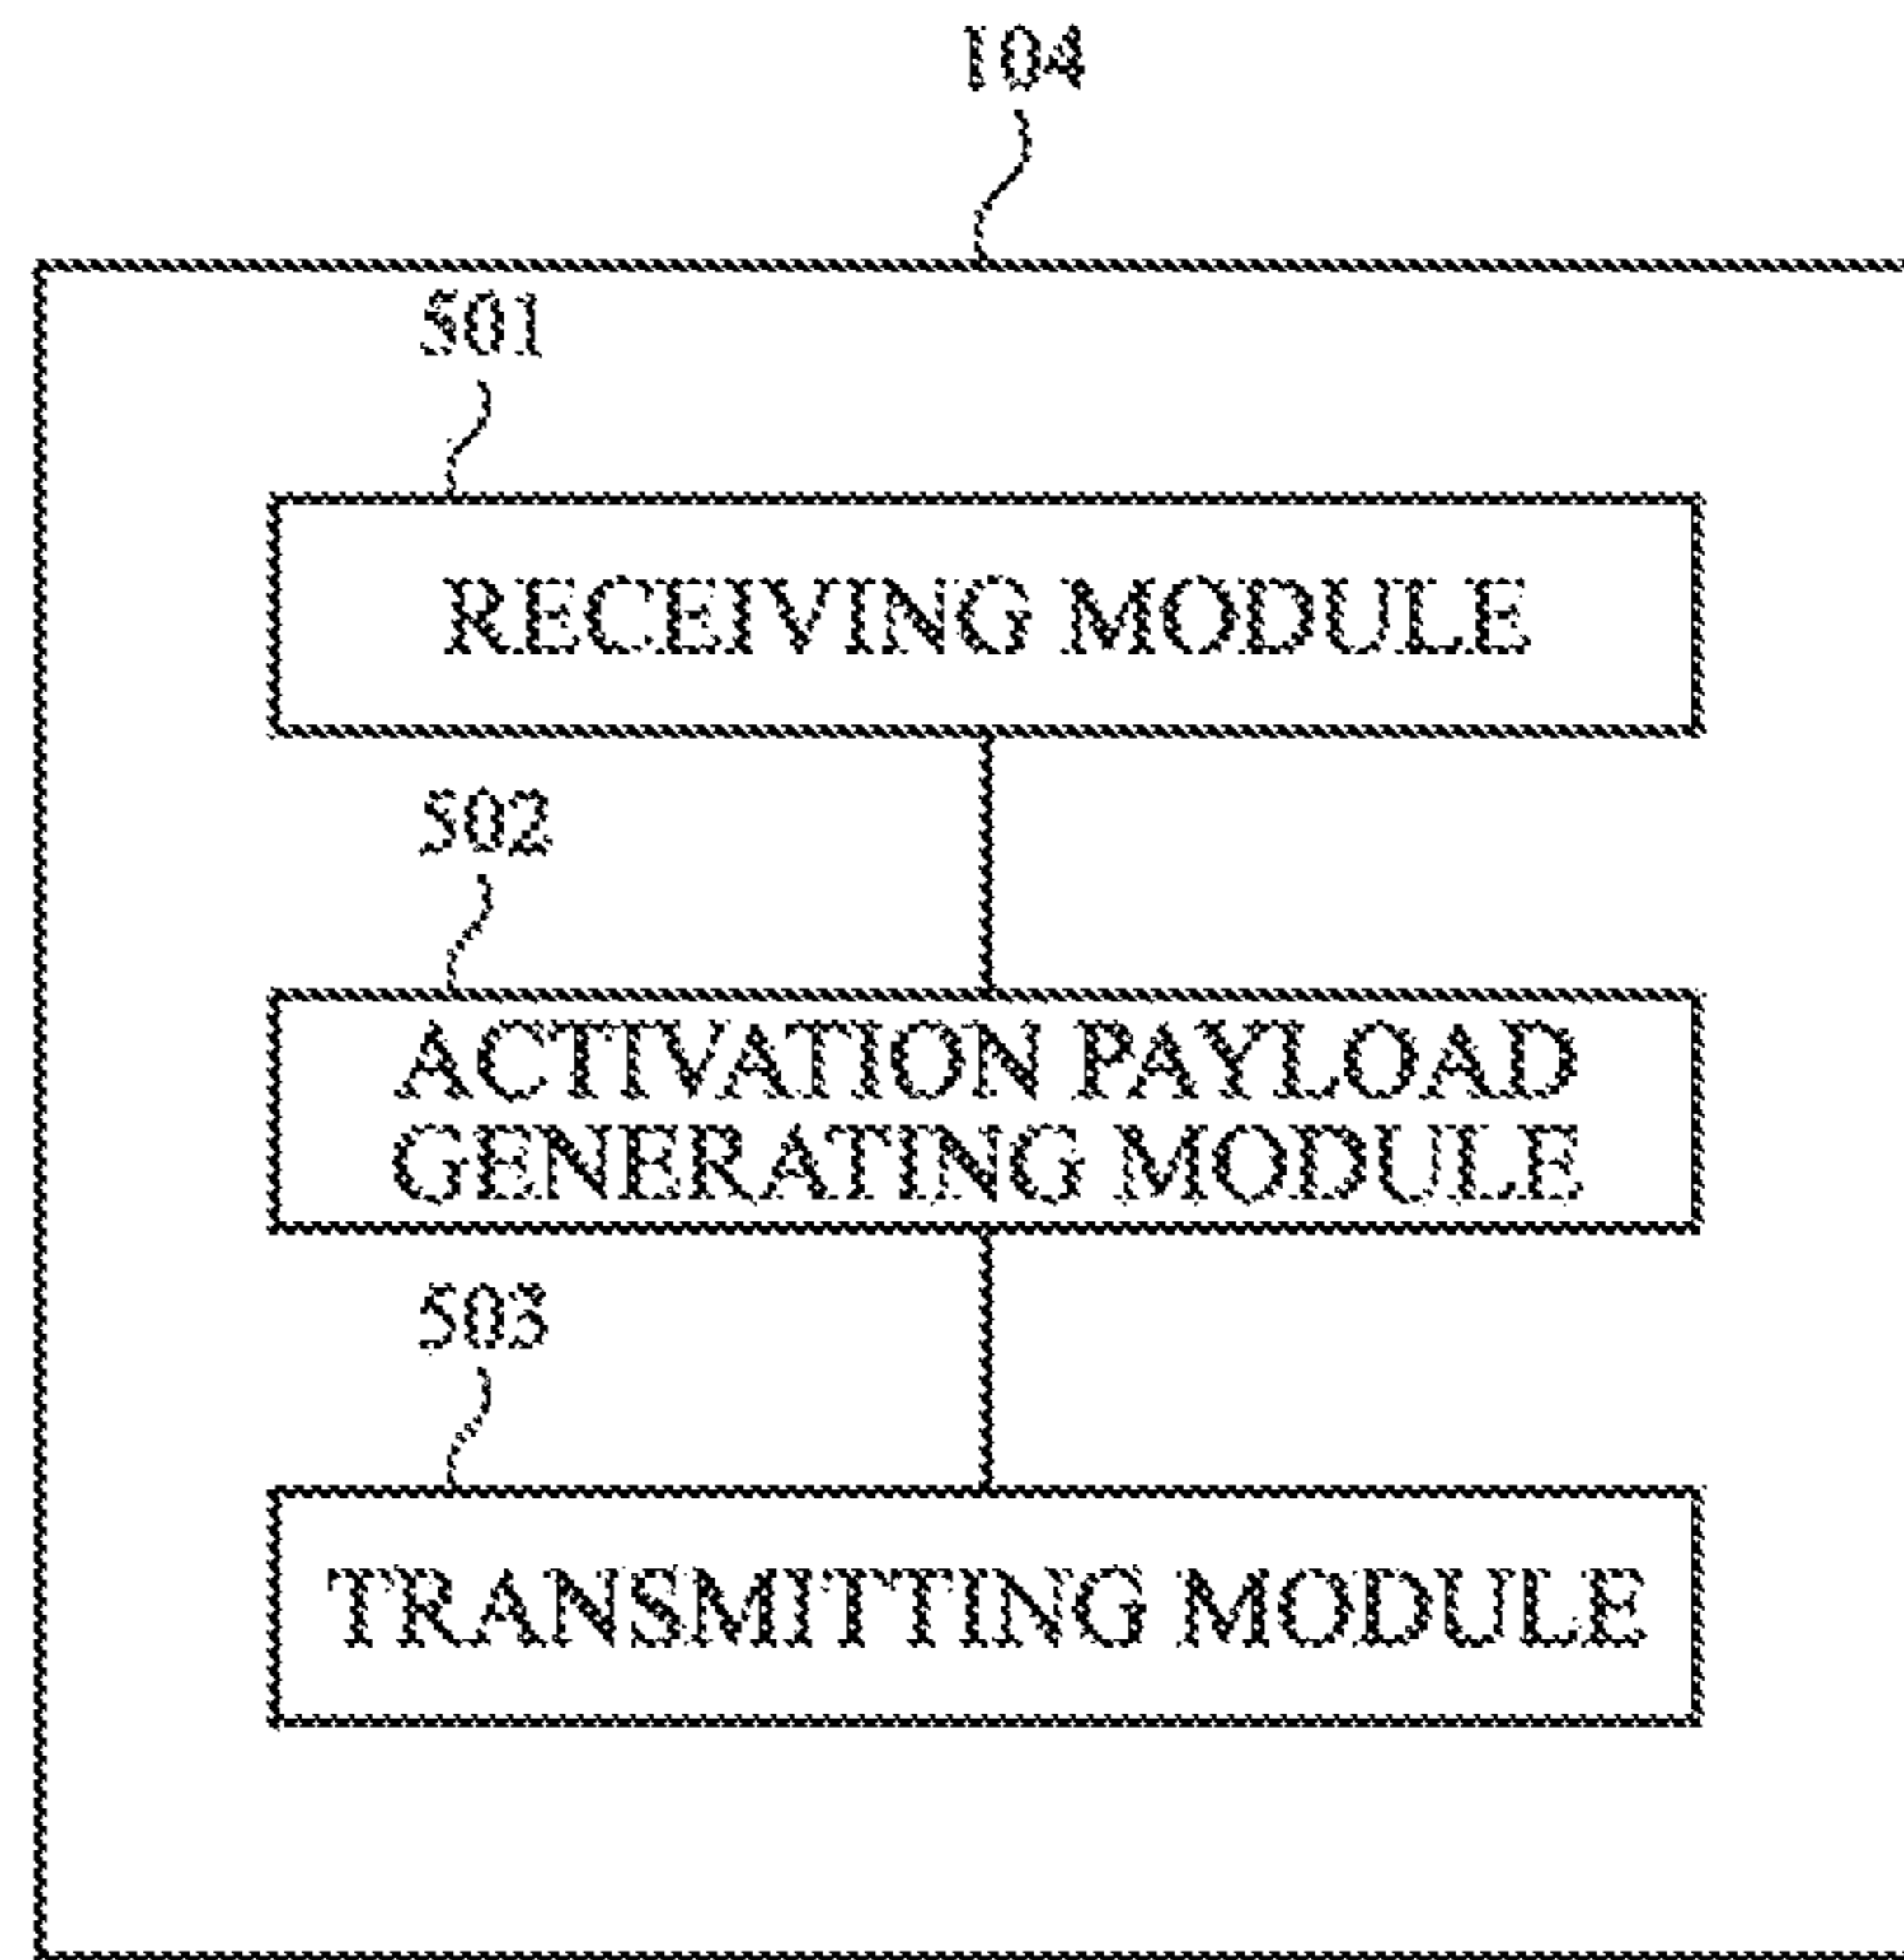 104
501
RECEIVING MODULE
502
ACTIVATION PAYLOAD
GENERATING MODULE
503
TRANSMITTING MODULE